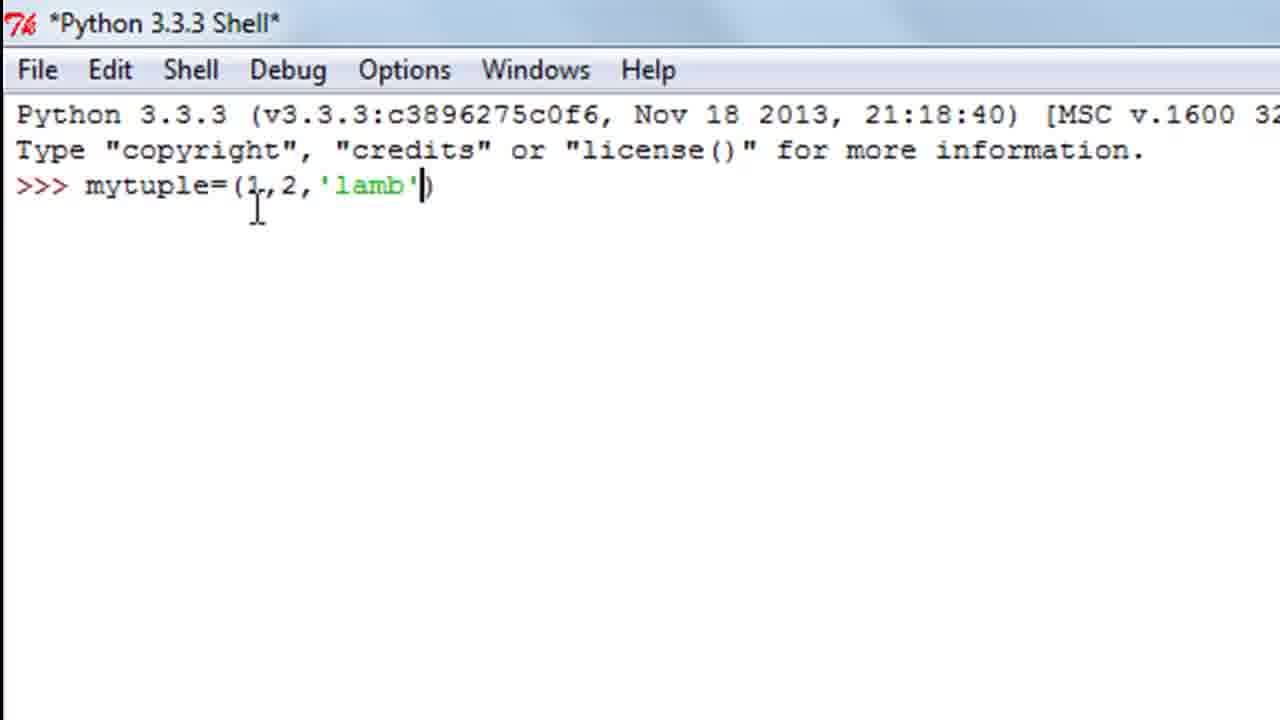 *Python 3.3.3 Shell*
File Edit Shell Debug Options Windows Help
Python 3.3.3 (v3.3.3:c3896275c0f6, Nov 18 2013, 21:18:40) [MSC v.1600 32
Type "copyright", "credits" or "license()" for more information.
>>> mytuple=(1,2,'lamb')